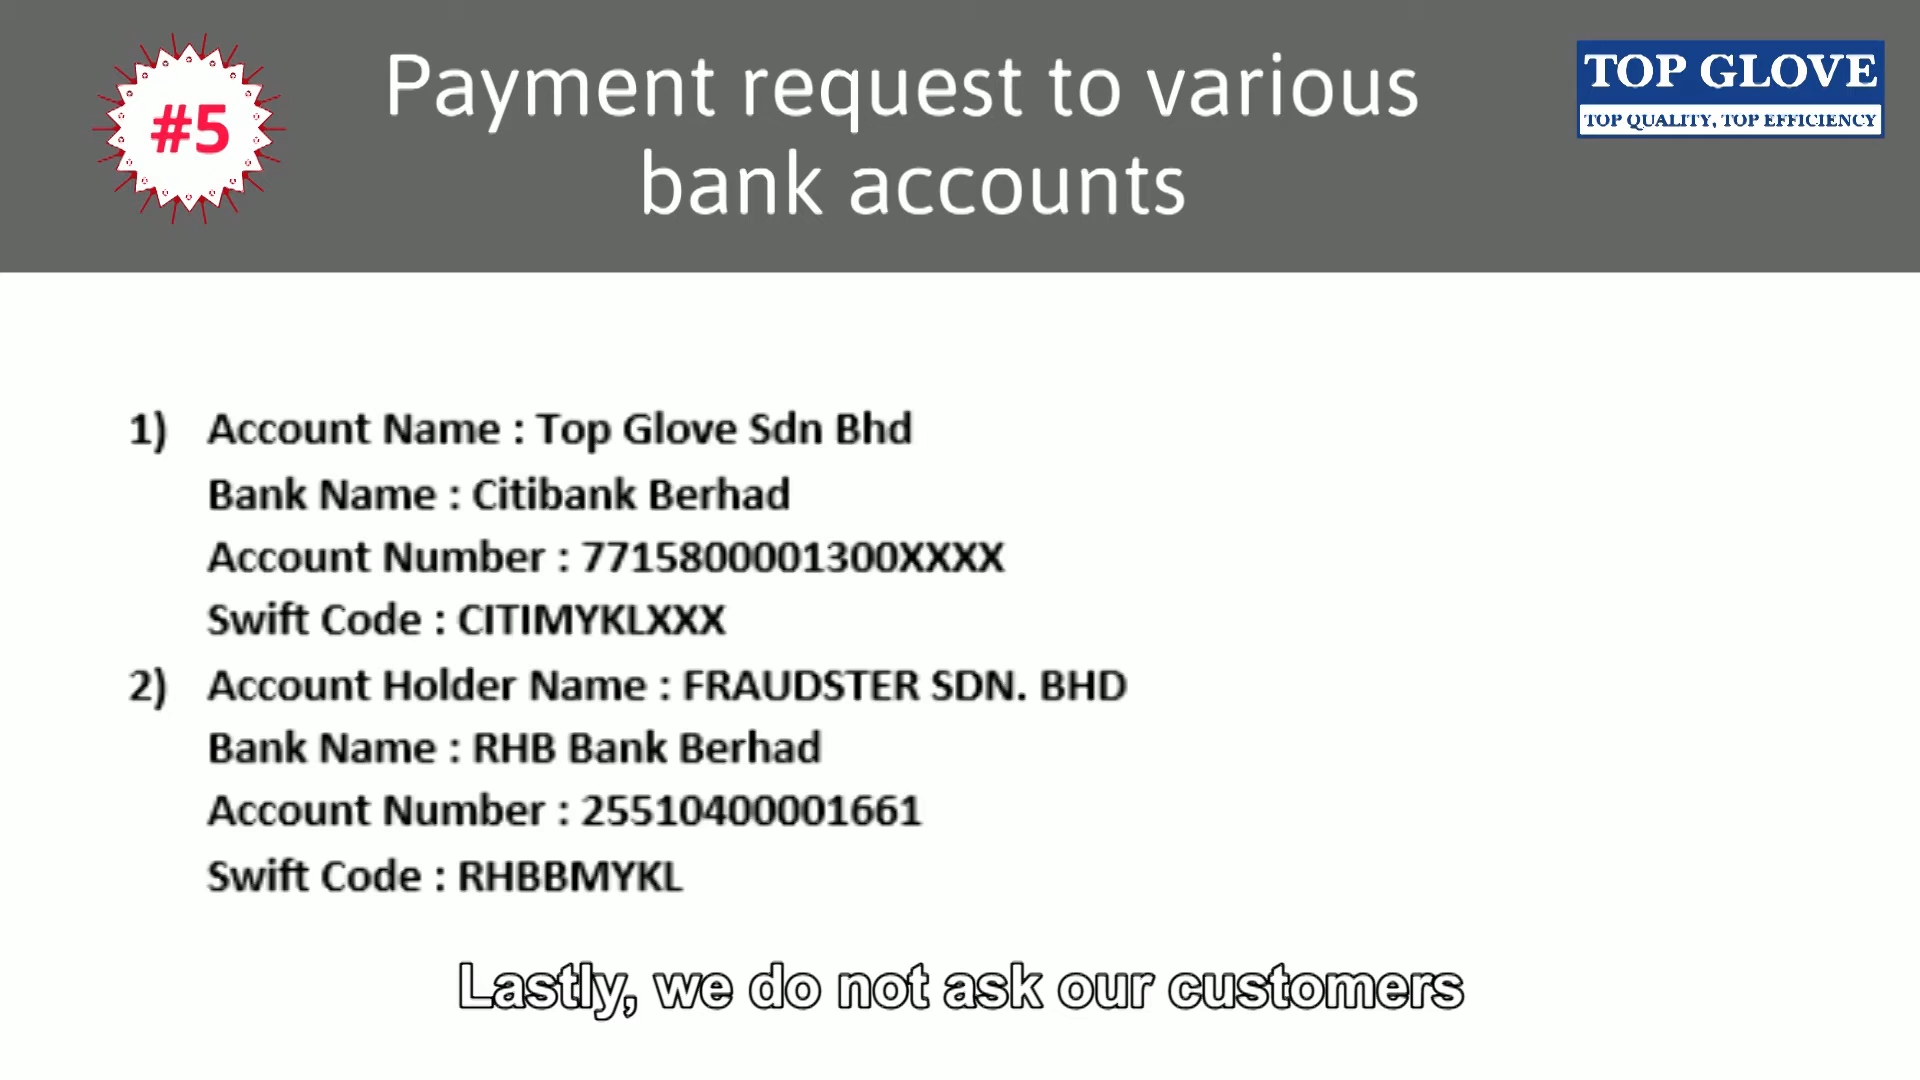 #5
Payment request to various
bank accounts
TOP GLOVE
TOP QUALITY, TOP EFFICIENCY
1) Account Name : Top Glove Sdn Bhd
Bank Name : Citibank Berhad
Account Number : 7715800001300XXXX
Swift Code : CITIMYKLXXX
2) Account Holder Name : FRAUDSTER SDN. BHD
Bank Name : RHB Bank Berhad
Account Number : 25510400001661
Swift Code : RHBBMYKL
Lastly, we do not ask our customers